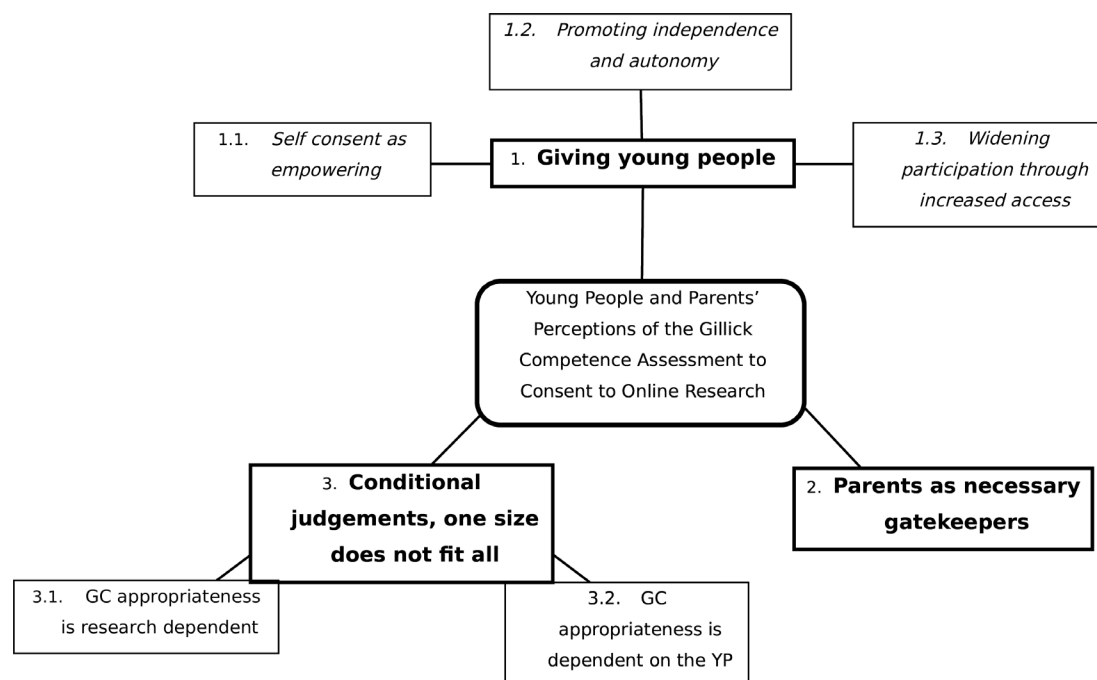 1.2. Promoting independence
and autonomy
1.1. Self consent as
empowering
1. Giving young people
1.3. Widening
participation through
increased access
Young People and Parents’
Perceptions of the Gillick
Competence Assessment to
Consent to Online Research
3. Conditional
judgements, one size
does not fit all
2. Parents as necessary
gatekeepers
3.1. GC appropriateness
is research dependent
3.2. GC
appropriateness is
dependent on the YP